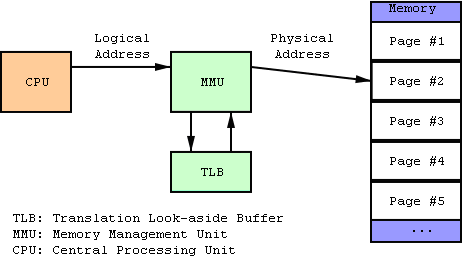 Memory
Logical
Address
Physical
Address
CPU
MMU
TLB
Page #1
Page #2
Page #3
Page #4
Page #5
...
TLB: Translation Look-aside Buffer
MMU: Memory Management Unit
CPU: Central Processing Unit